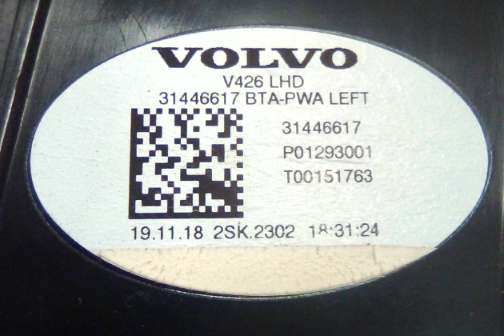 VOLVO
V426 LHD
31446617 BTA-PWA LEFT
31446617
P01293001
T00151763
19.11.18 2SK.2302 18:31:24